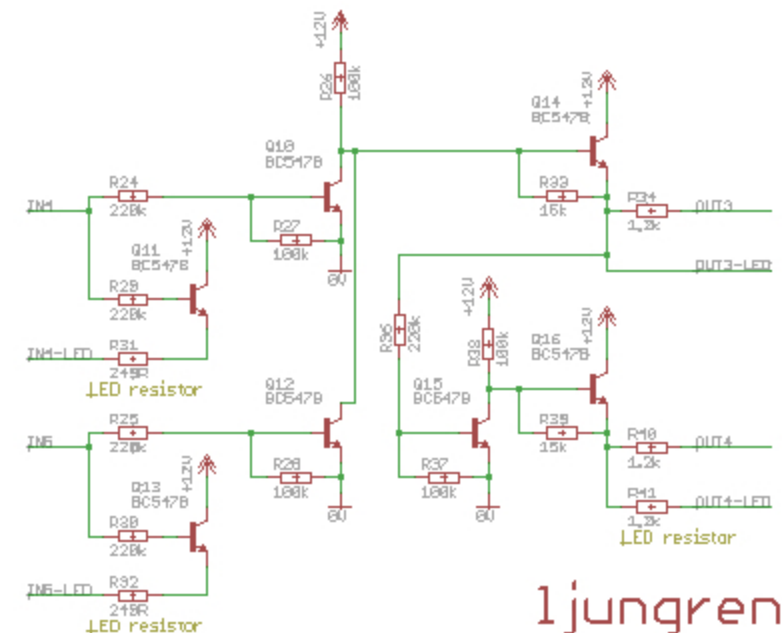 +12V
R26
100k
Q14
BC547B
+12V
Q10
BC547B
R24
220k
IN4
R33
15k
R34
1.2k
OUT3
Q11
BC547B
+12V
R27
100k
0V
OUT3-LED
R29
220k
+12V
+12V
R36
220k
R38
100k
Q16
BC547B
IN4-LED
R31
249R
LED resistor
Q12
BC547B
Q15
BC547B
R25
220k
IN5
R39
15k
R40
1.2k
OUT4
Q13
BC547B
+12V
R28
100k
0V
R37
100k
0V
R41
1.2k
OUT4-LED
LED resistor
R30
220k
IN5-LED
R32
249R
LED resistor
ljungren